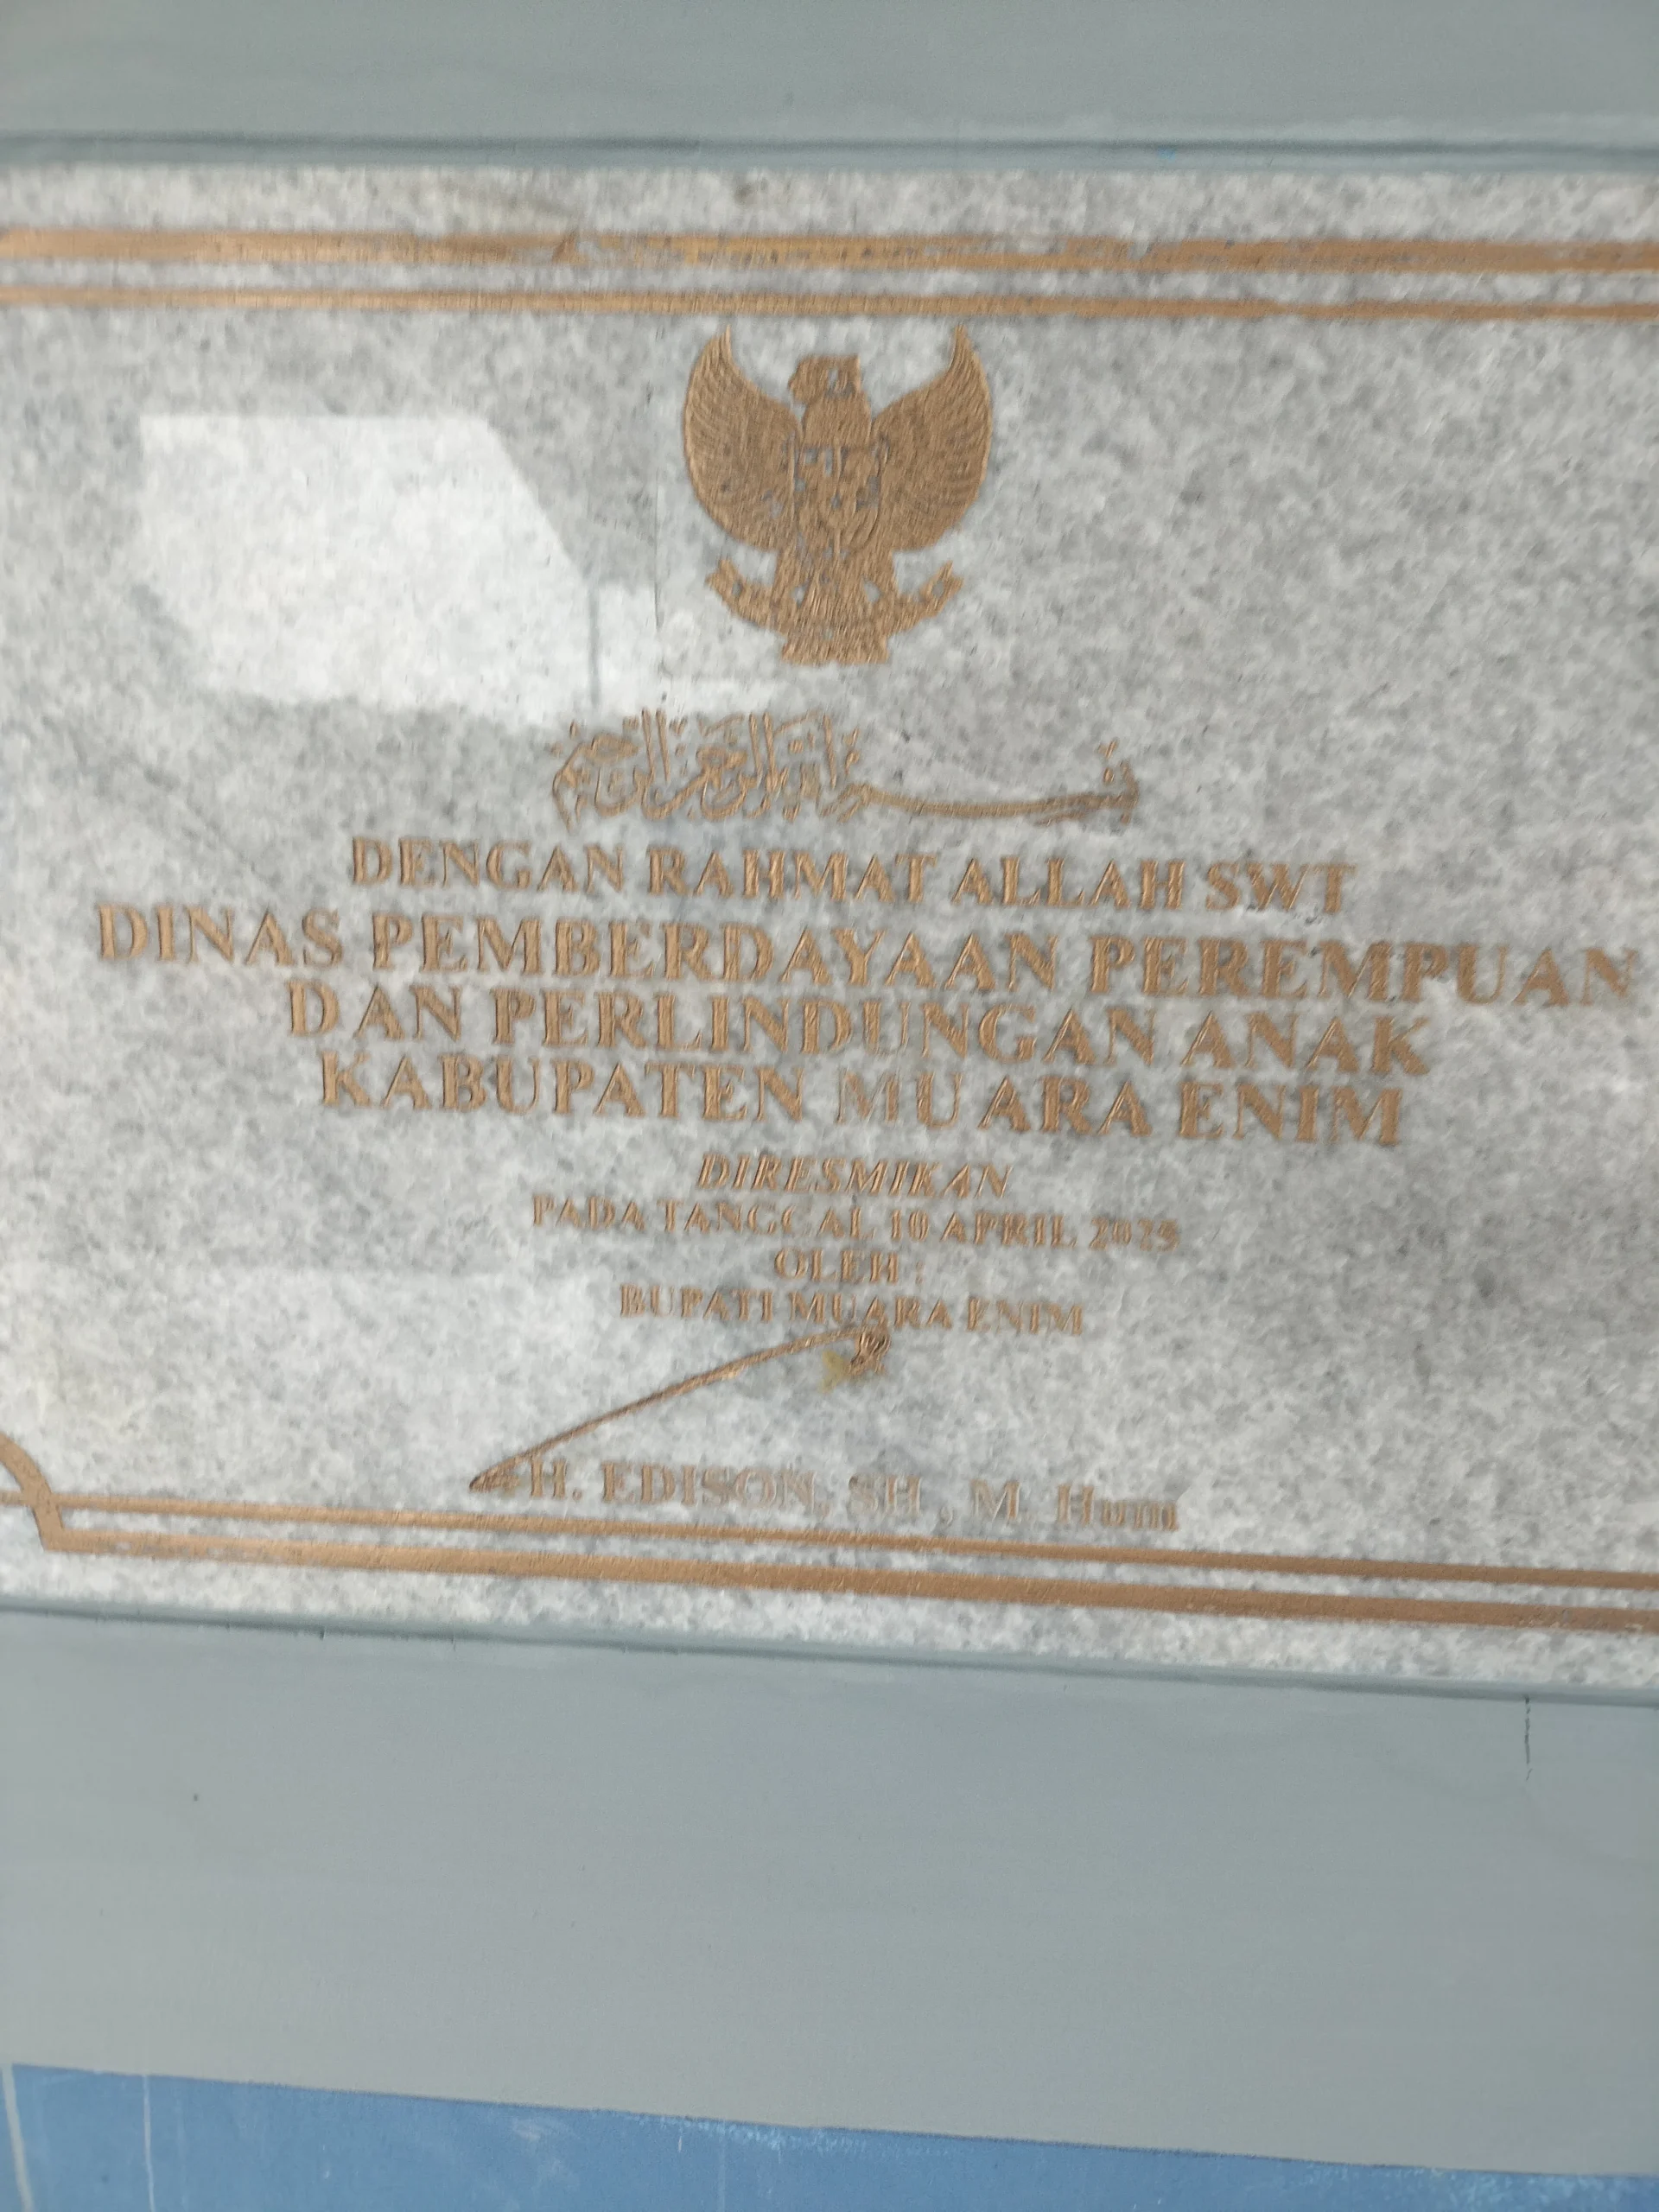 بسم الله الرحمن الرحيم
DENGAN RAHMAT ALLAH SWT
DINAS PEMBERDAYAAN PEREMPUAN
DAN PERLINDUNGAN ANAK
KABUPATEN MUARA ENIM
DIRESMIKAN
PADA TANGGAL 10 APRIL 2025
OLEH :
BUPATI MUARA ENIM
H. EDISON, SH , M. Hum